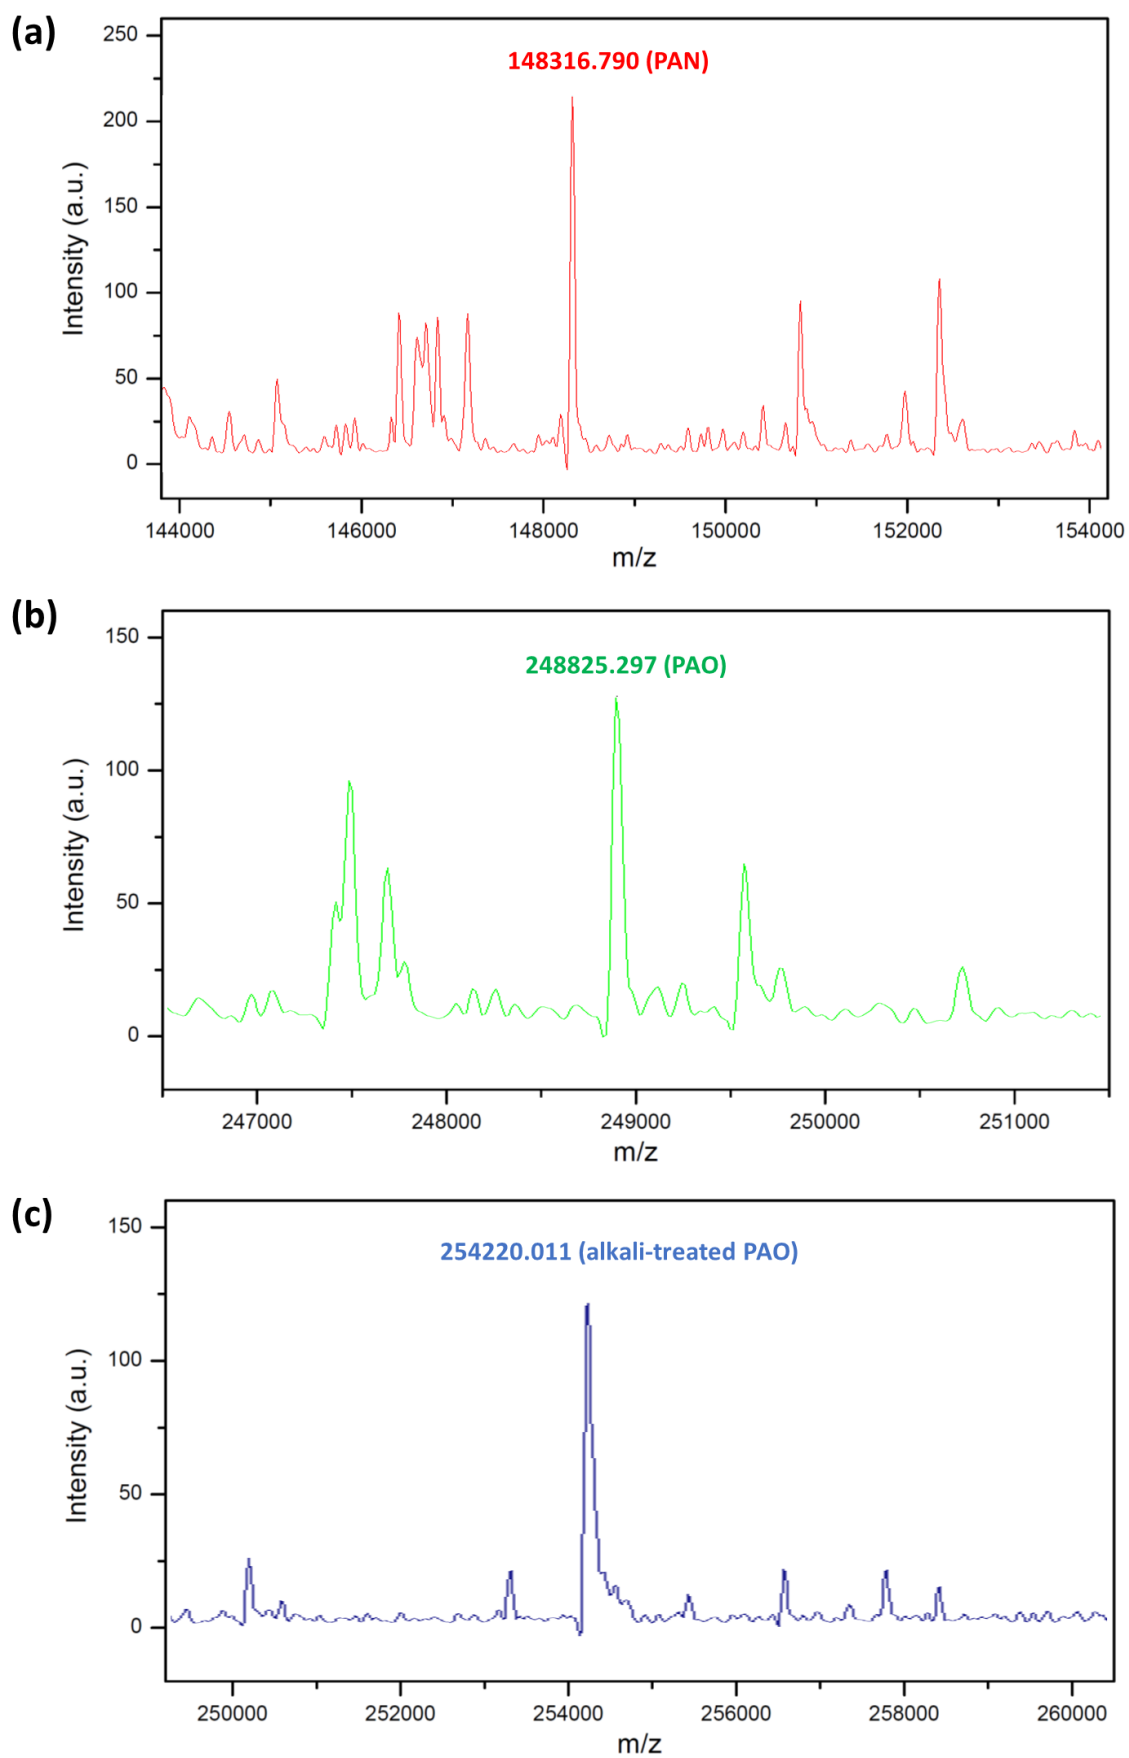 (a)
148316.790 (PAN)
250
200
150
100
50
0
Intensity (a.u.)
144000 146000 148000 150000 152000 154000
m/z
(b)
248825.297 (PAO)
150
100
50
0
Intensity (a.u.)
247000 248000 249000 250000 251000
m/z
(c)
254220.011 (alkali-treated PAO)
150
100
50
0
Intensity (a.u.)
250000 252000 254000 256000 258000 260000
m/z